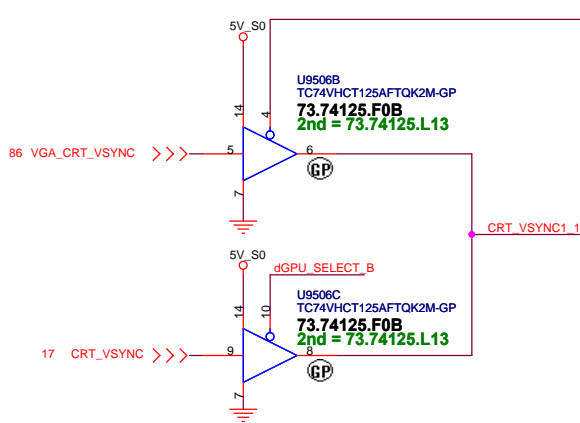 5V_S0
U9506B
TC74VHCT125AFTQK2M-GP
73.74125.F0B
2nd = 73.74125.L13
14
4
86 VGA_CRT_VSYNC
5
6
GP
7
CRT_VSYNC1_1
5V_S0
dGPU_SELECT_B
U9506C
TC74VHCT125AFTQK2M-GP
73.74125.F0B
2nd = 73.74125.L13
14
10
17 CRT_VSYNC
9
8
GP
7